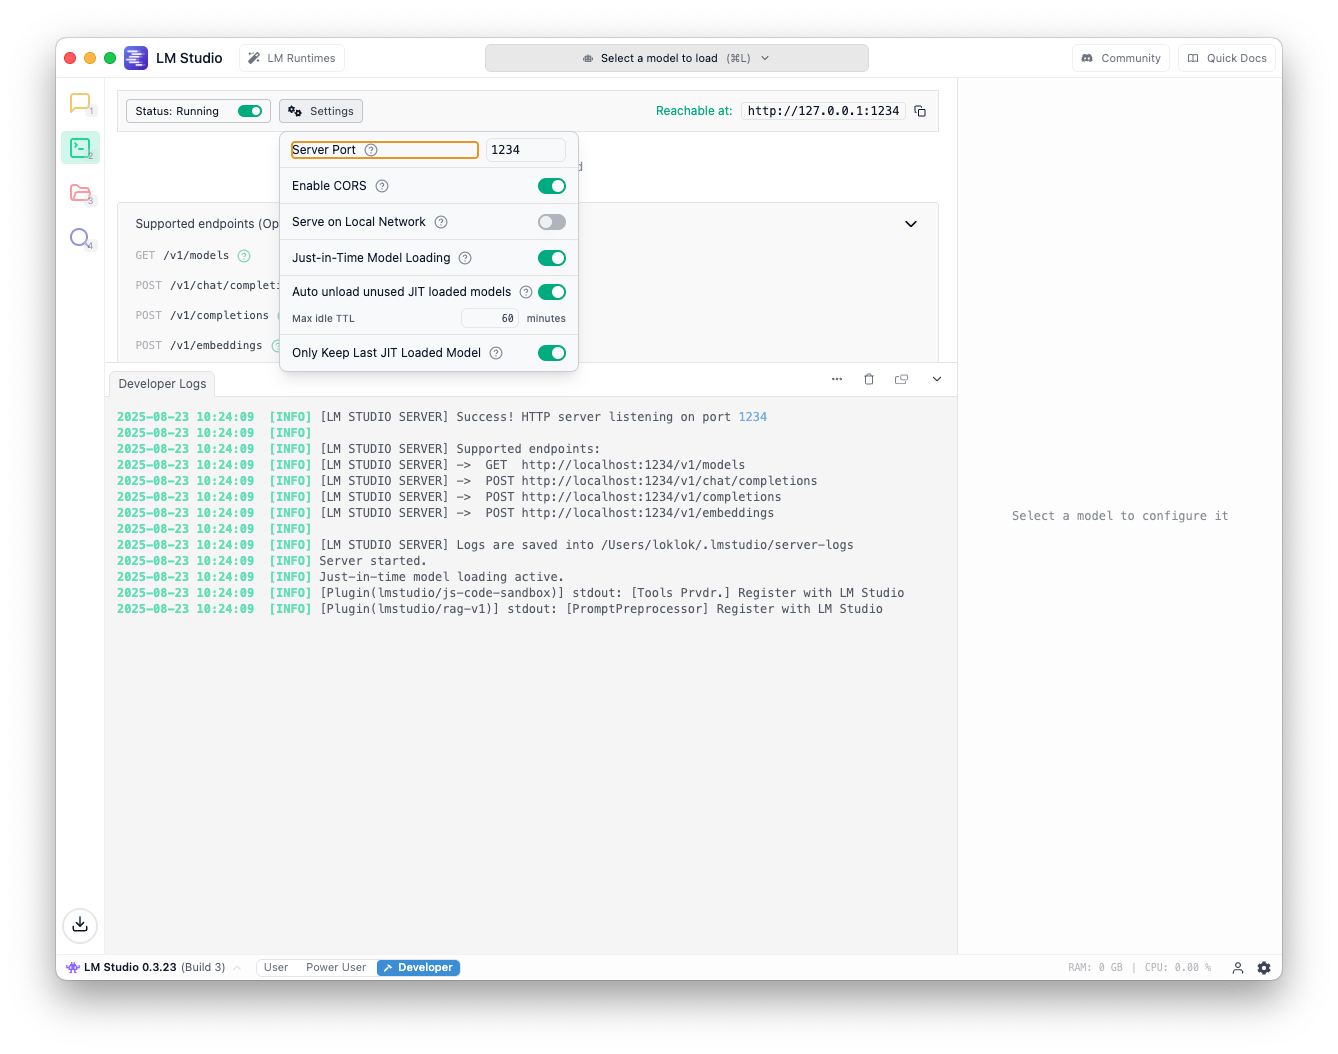 LM Studio
LM Runtimes
Select a model to load (⌘L)
Community
Quick Docs
1
2
3
4
Status: Running
Settings
Reachable at: http://127.0.0.1:1234
Server Port
1234
Enable CORS
Serve on Local Network
Just-in-Time Model Loading
Auto unload unused JIT loaded models
Max idle TTL 60 minutes
Only Keep Last JIT Loaded Model
Supported endpoints (Op
GET /v1/models
POST /v1/chat/completi
POST /v1/completions
POST /v1/embeddings
Developer Logs
2025-08-23 10:24:09 [INFO] [LM STUDIO SERVER] Success! HTTP server listening on port 1234
2025-08-23 10:24:09 [INFO]
2025-08-23 10:24:09 [INFO] [LM STUDIO SERVER] Supported endpoints:
2025-08-23 10:24:09 [INFO] [LM STUDIO SERVER] -> GET http://localhost:1234/v1/models
2025-08-23 10:24:09 [INFO] [LM STUDIO SERVER] -> POST http://localhost:1234/v1/chat/completions
2025-08-23 10:24:09 [INFO] [LM STUDIO SERVER] -> POST http://localhost:1234/v1/completions
2025-08-23 10:24:09 [INFO] [LM STUDIO SERVER] -> POST http://localhost:1234/v1/embeddings
2025-08-23 10:24:09 [INFO]
2025-08-23 10:24:09 [INFO] [LM STUDIO SERVER] Logs are saved into /Users/loklok/.lmstudio/server-logs
2025-08-23 10:24:09 [INFO] Server started.
2025-08-23 10:24:09 [INFO] Just-in-time model loading active.
2025-08-23 10:24:09 [INFO] [Plugin(lmstudio/js-code-sandbox)] stdout: [Tools Prvdr.] Register with LM Studio
2025-08-23 10:24:09 [INFO] [Plugin(lmstudio/rag-v1)] stdout: [PromptPreprocessor] Register with LM Studio
Select a model to configure it
LM Studio 0.3.23 (Build 3)
User
Power User
Developer
RAM: 0 GB | CPU: 0.00 %